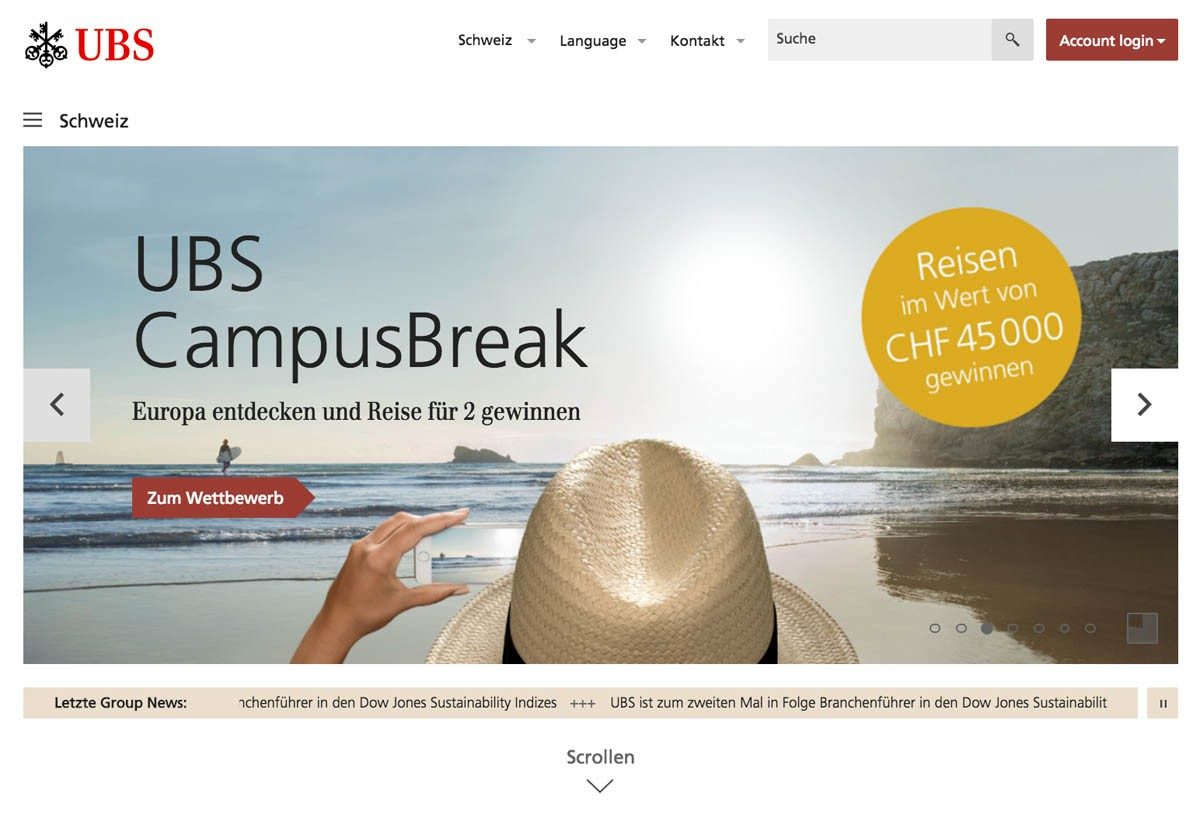 UBS
Schweiz
Language
Kontakt
Suche
Account login
Schweiz
UBS
CampusBreak
Europa entdecken und Reise für 2 gewinnen
Zum Wettbewerb
Reisen
im Wert von
CHF 45 000
gewinnen
Letzte Group News: nchenführer in den Dow Jones Sustainability Indizes +++ UBS ist zum zweiten Mal in Folge Branchenführer in den Dow Jones Sustainabilit
Scrollen